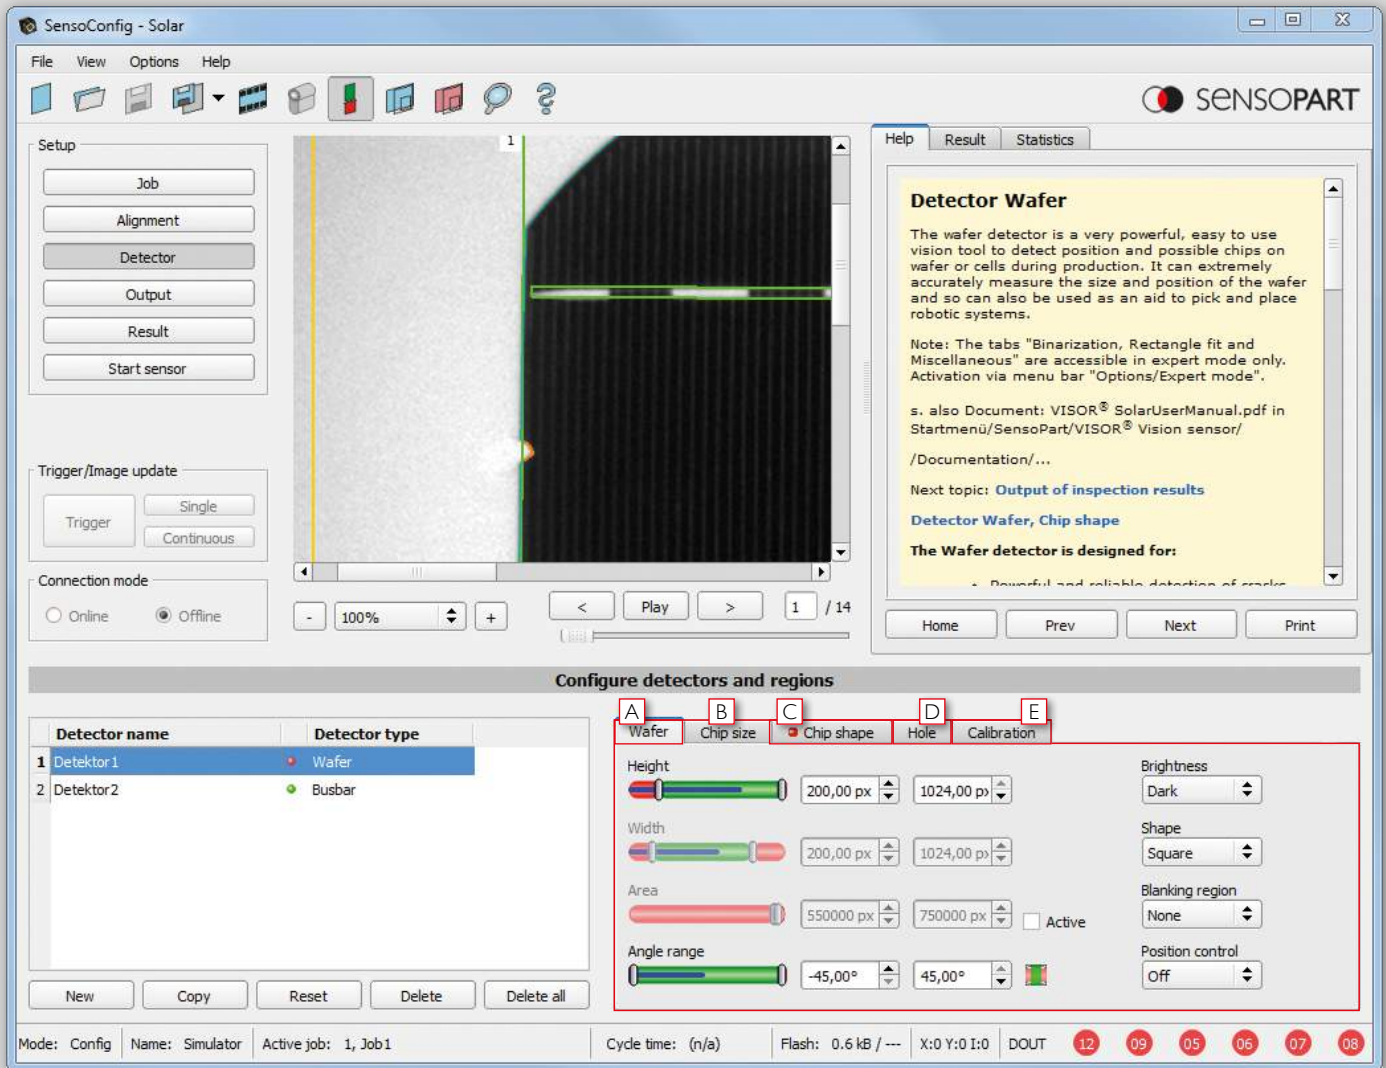 SensoConfig - Solar
File View Options Help
SENSOPART
Setup
Job
Alignment
Detector
Output
Result
Start sensor
Trigger/Image update
Trigger
Single
Continuous
Connection mode
Online Offline
1
- 100% +
< Play > 1 / 14
Help Result Statistics
Detector Wafer
The wafer detector is a very powerful, easy to use
vision tool to detect position and possible chips on
wafer or cells during production. It can extremely
accurately measure the size and position of the wafer
and so can also be used as an aid to pick and place
robotic systems.
Note: The tabs "Binarization, Rectangle fit and
Miscellaneous" are accessible in expert mode only.
Activation via menu bar "Options/Expert mode".
s. also Document: VISOR® SolarUserManual.pdf in
Startmenü/SensoPart/VISOR® Vision sensor/
/Documentation/...
Next topic: Output of inspection results
Detector Wafer, Chip shape
The Wafer detector is designed for:
• Powerful and reliable detection of cracks
Home Prev Next Print
Configure detectors and regions
Detector name Detector type
1 Detektor1 Wafer
2 Detektor2 Busbar
New Copy Reset Delete Delete all
A B C D E
Wafer Chip size Chip shape Hole Calibration
Height
200,00 px 1024,00 px
Width
200,00 px 1024,00 px
Area
550000 px 750000 px Active
Angle range
-45,00° 45,00°
Brightness
Dark
Shape
Square
Blanking region
None
Position control
Off
Mode: Config Name: Simulator Active job: 1, Job1 Cycle time: (n/a) Flash: 0.6 kB / --- X:0 Y:0 I:0 DOUT 12 09 05 06 07 08